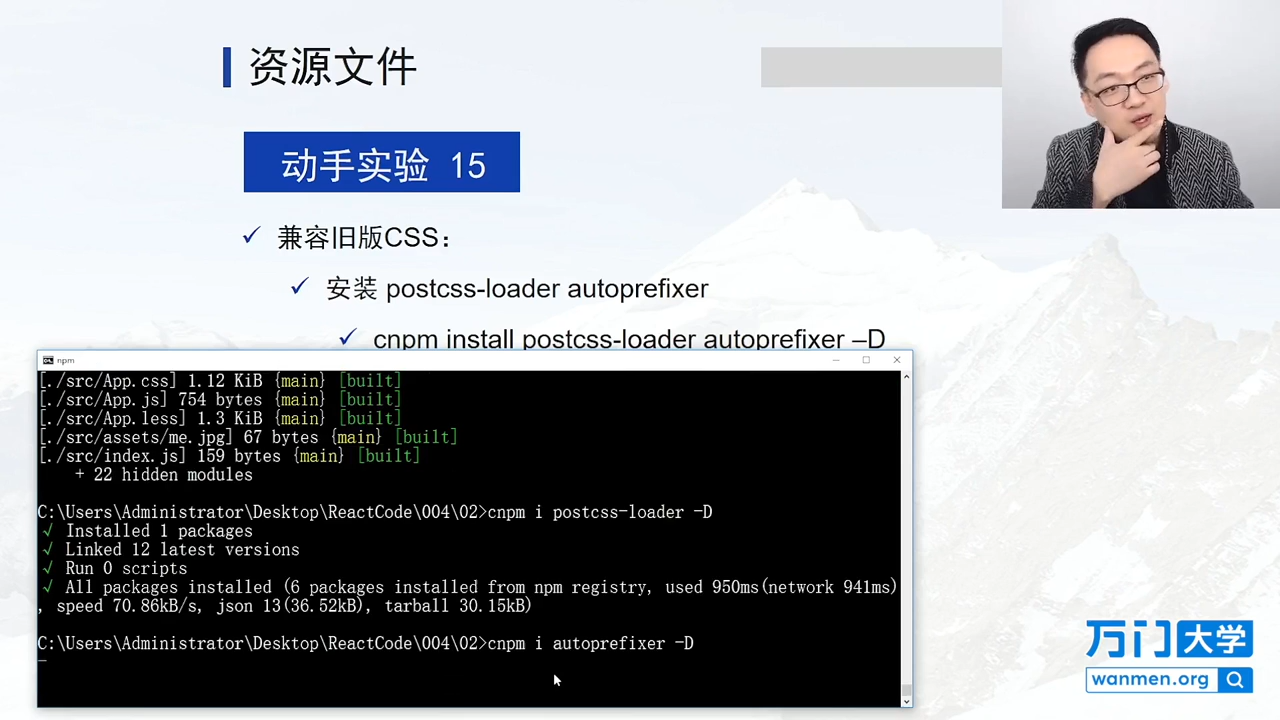 资源文件
动手实验 15
兼容旧版CSS：
安装 postcss-loader autoprefixer
cnpm install postcss-loader autoprefixer –D
npm
[./src/App.css] 1.12 KiB {main} [built]
[./src/App.js] 754 bytes {main} [built]
[./src/App.less] 1.3 KiB {main} [built]
[./src/assets/me.jpg] 67 bytes {main} [built]
[./src/index.js] 159 bytes {main} [built]
+ 22 hidden modules
C:\Users\Administrator\Desktop\ReactCode\004\02>cnpm i postcss-loader -D
√ Installed 1 packages
√ Linked 12 latest versions
√ Run 0 scripts
√ All packages installed (6 packages installed from npm registry, used 950ms(network 941ms)
, speed 70.86kB/s, json 13(36.52kB), tarball 30.15kB)
C:\Users\Administrator\Desktop\ReactCode\004\02>cnpm i autoprefixer -D
万门大学
wanmen.org